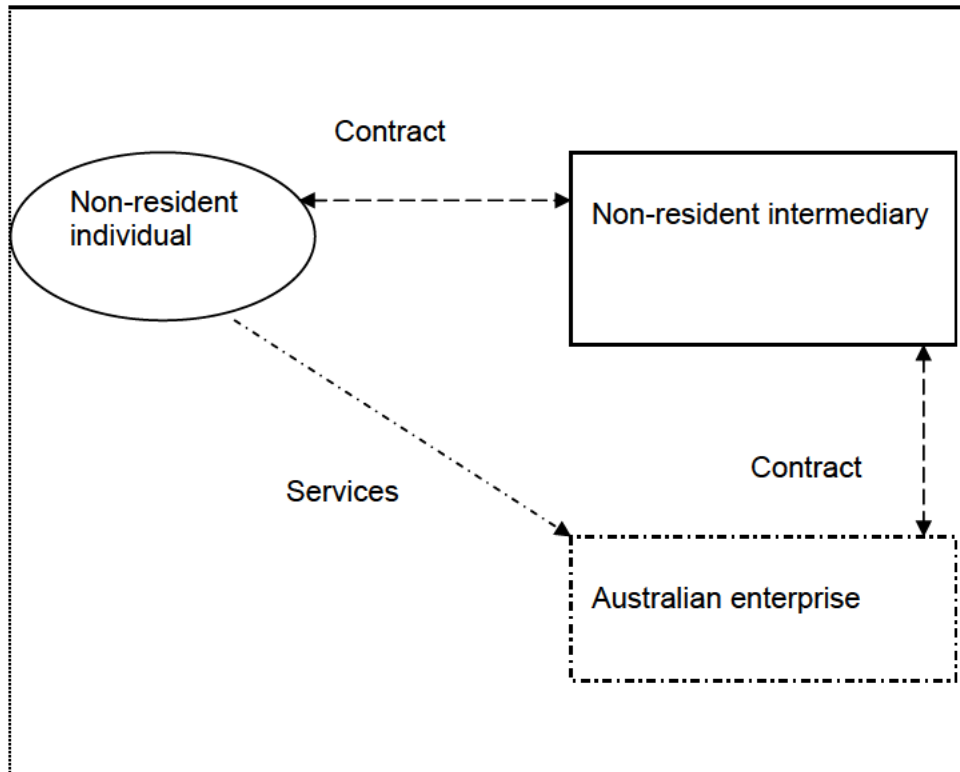 Contract
Non-resident
individual
Non-resident intermediary
Contract
Services
Australian enterprise